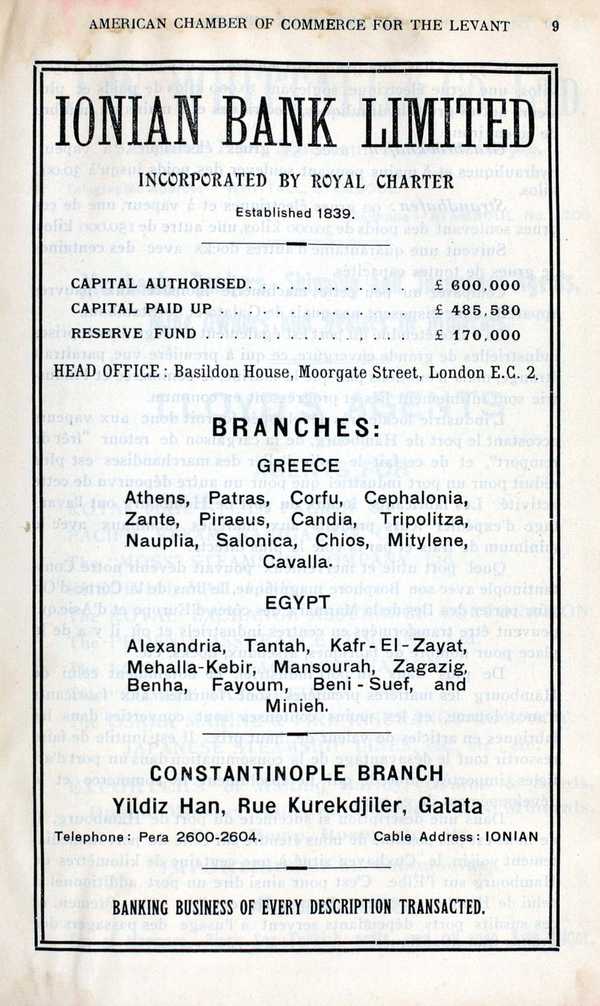 AMERICAN CHAMBER OF COMMERCE FOR THE LEVANT 9
IONIAN BANK LIMITED
INCORPORATED BY ROYAL CHARTER
Established 1839.
CAPITAL AUTHORISED. . . . . . . . . . . £ 600.000
CAPITAL PAID UP . . . . . . . . . . . . £ 485.580
RESERVE FUND . . . . . . . . . . . . . . £ 170.000
HEAD OFFICE : Basildon House, Moorgate Street, London E.C. 2.
BRANCHES:
GREECE
Athens, Patras, Corfu, Cephalonia,
Zante, Piraeus, Candia, Tripolitza,
Nauplia, Salonica, Chios, Mitylene,
Cavalla.
EGYPT
Alexandria, Tantah, Kafr-El-Zayat,
Mehalla-Kebir, Mansourah, Zagazig,
Benha, Fayoum, Beni-Suef, and
Minieh.
CONSTANTINOPLE BRANCH
Yildiz Han, Rue Kurekdjiler, Galata
Telephone: Pera 2600-2604. Cable Address: IONIAN
BANKING BUSINESS OF EVERY DESCRIPTION TRANSACTED.